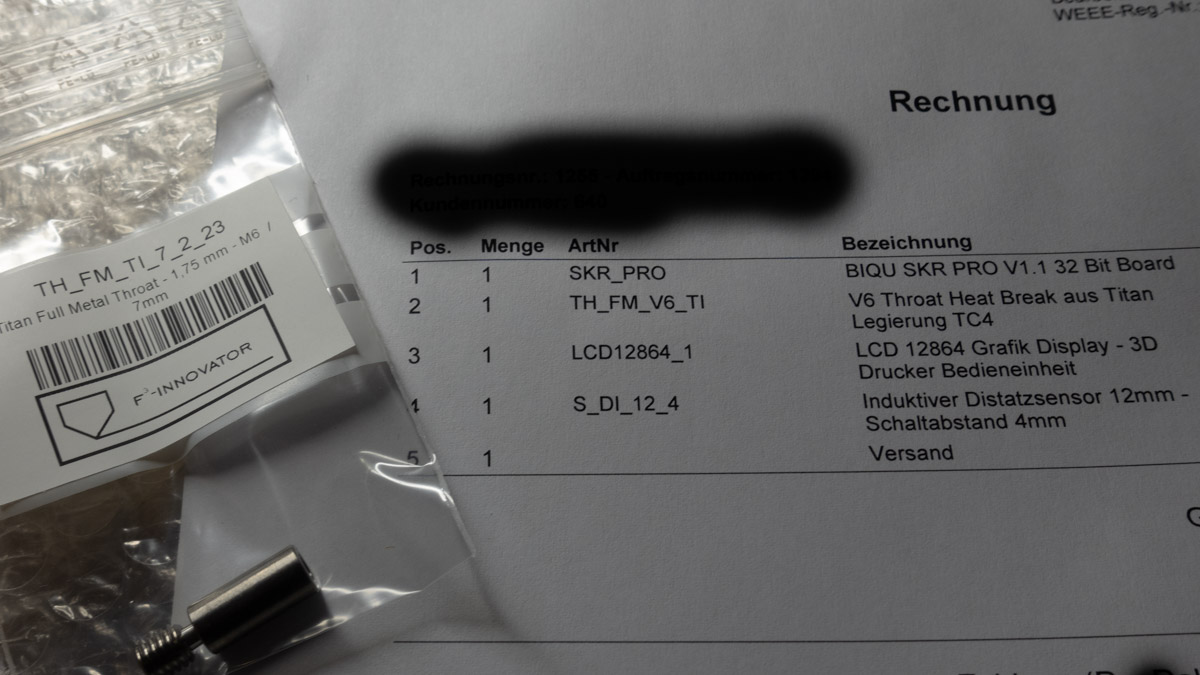 WEEE-Reg.-Nr.
Rechnung
Pos. Menge ArtNr Bezeichnung
1 1 SKR_PRO BIQU SKR PRO V1.1 32 Bit Board
2 1 TH_FM_V6_TI V6 Throat Heat Break aus Titan
Legierung TC4
3 1 LCD12864_1 LCD 12864 Grafik Display - 3D
Drucker Bedieneinheit
4 1 S_DI_12_4 Induktiver Distatzsensor 12mm -
Schaltabstand 4mm
5 1 Versand
TH_FM_TI_7_2_23
Titan Full Metal Throat - 1,75 mm - M6 /
7mm
F³-INNOVATOR